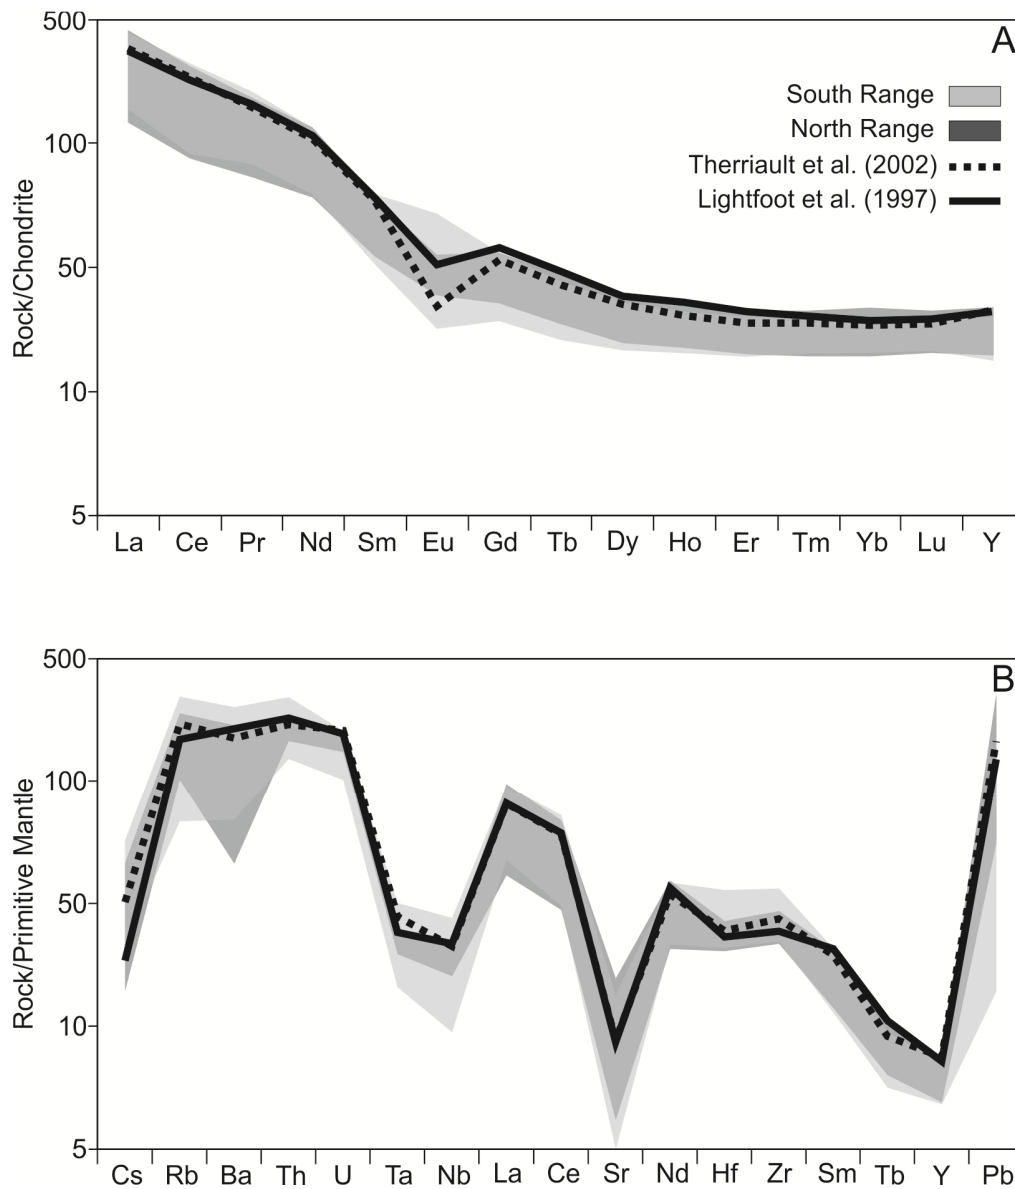 A
500
South Range
North Range
Therriault et al. (2002)
Lightfoot et al. (1997)
100
50
10
5
Rock/Chondrite
La Ce Pr Nd Sm Eu Gd Tb Dy Ho Er Tm Yb Lu Y
B
500
100
50
10
5
Rock/Primitive Mantle
Cs Rb Ba Th U Ta Nb La Ce Sr Nd Hf Zr Sm Tb Y Pb